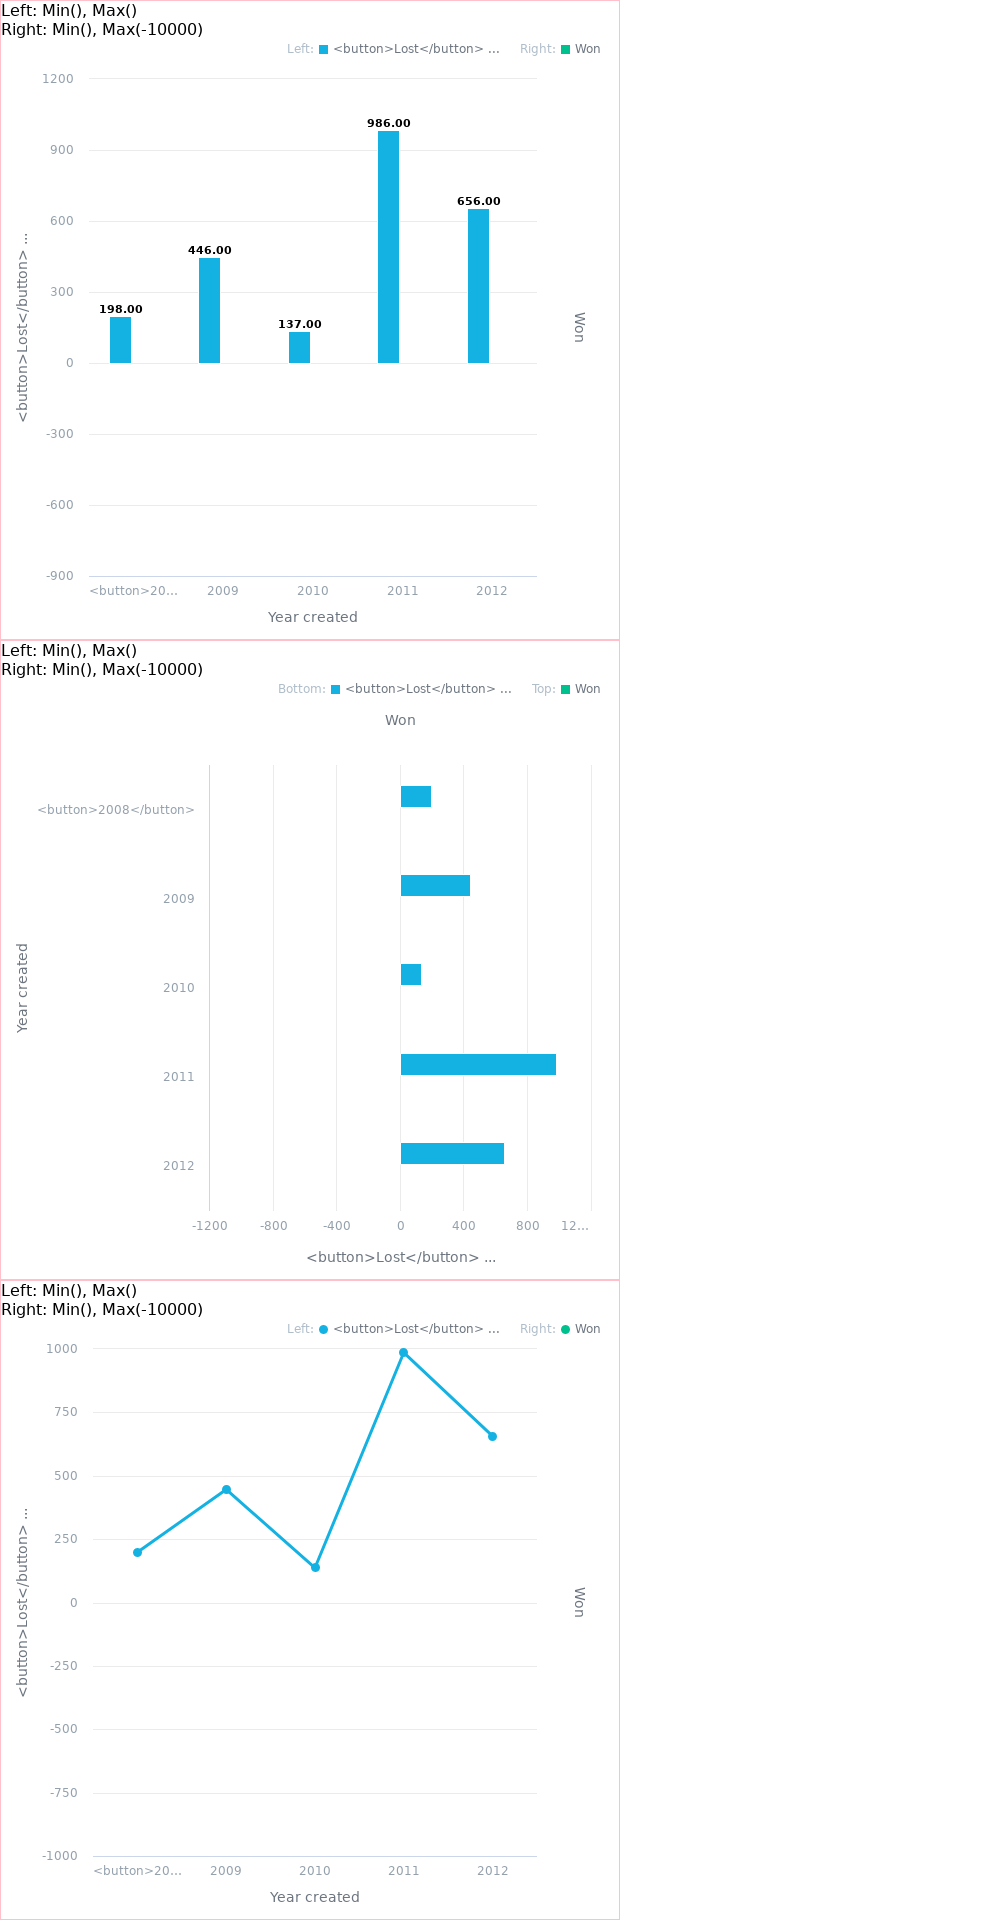 Left: Min(), Max()
Right: Min(), Max(-10000)
Left: <button>Lost</button> ... Right: Won
1200
986.00
900
656.00
600
446.00
300
198.00
137.00
0
-300
-600
-900
<button>Lost</button> ...
Won
<button>20... 2009 2010 2011 2012
Year created
Left: Min(), Max()
Right: Min(), Max(-10000)
Bottom: <button>Lost</button> ... Top: Won
Won
<button>2008</button>
2009
2010
2011
2012
Year created
-1200 -800 -400 0 400 800 12...
<button>Lost</button> ...
Left: Min(), Max()
Right: Min(), Max(-10000)
Left: <button>Lost</button> ... Right: Won
1000
750
500
250
0
-250
-500
-750
-1000
<button>Lost</button> ...
Won
<button>20... 2009 2010 2011 2012
Year created